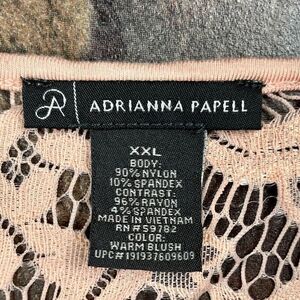 ADRIANNA PAPELL
XXL
BODY:
90% NYLON
10% SPANDEX
CONTRAST:
96% RAYON
4% SPANDEX
MADE IN VIETNAM
RN# 59782
COLOR:
WARM BLUSH
UPC#191937609609